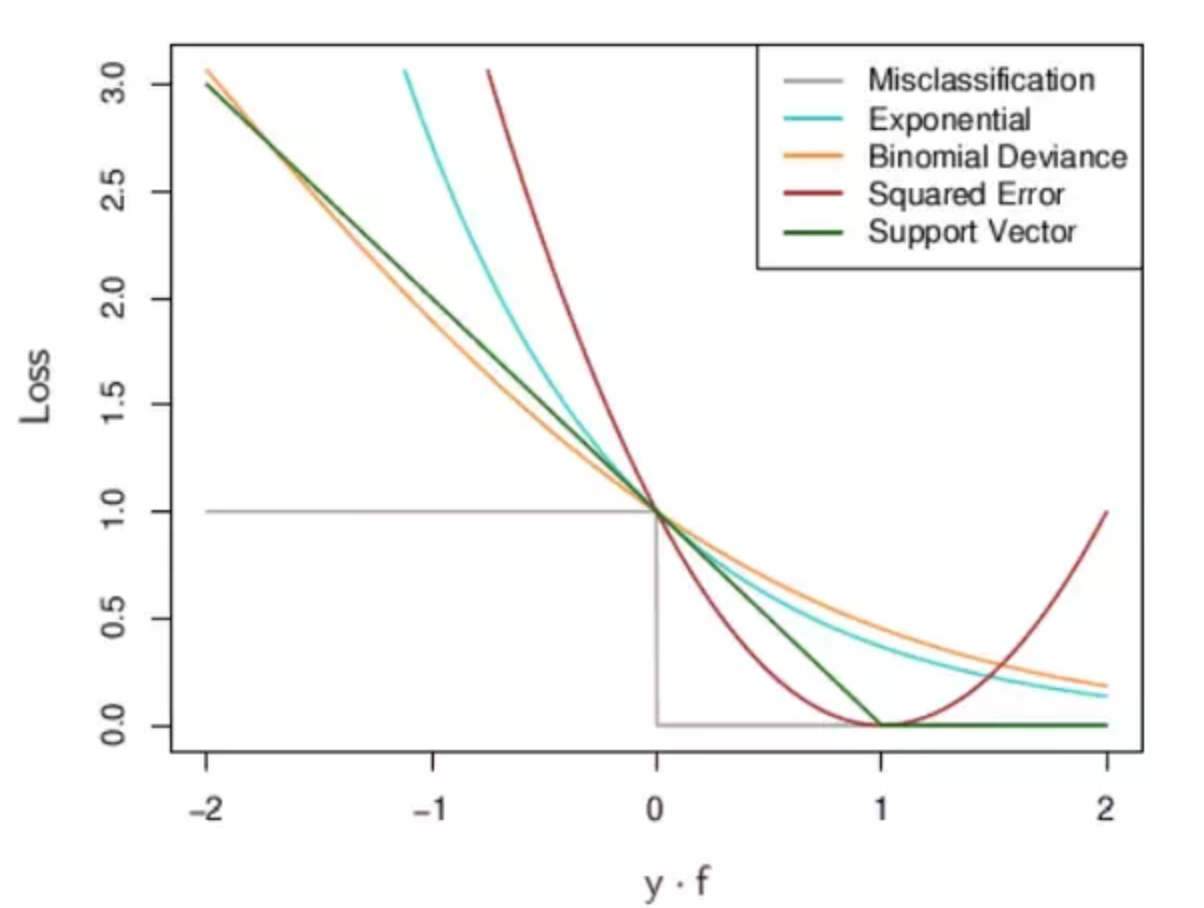 Misclassification
Exponential
Binomial Deviance
Squared Error
Support Vector
Loss
3.0
2.5
2.0
1.5
1.0
0.5
0.0
−2
−1
0
1
2
y · f